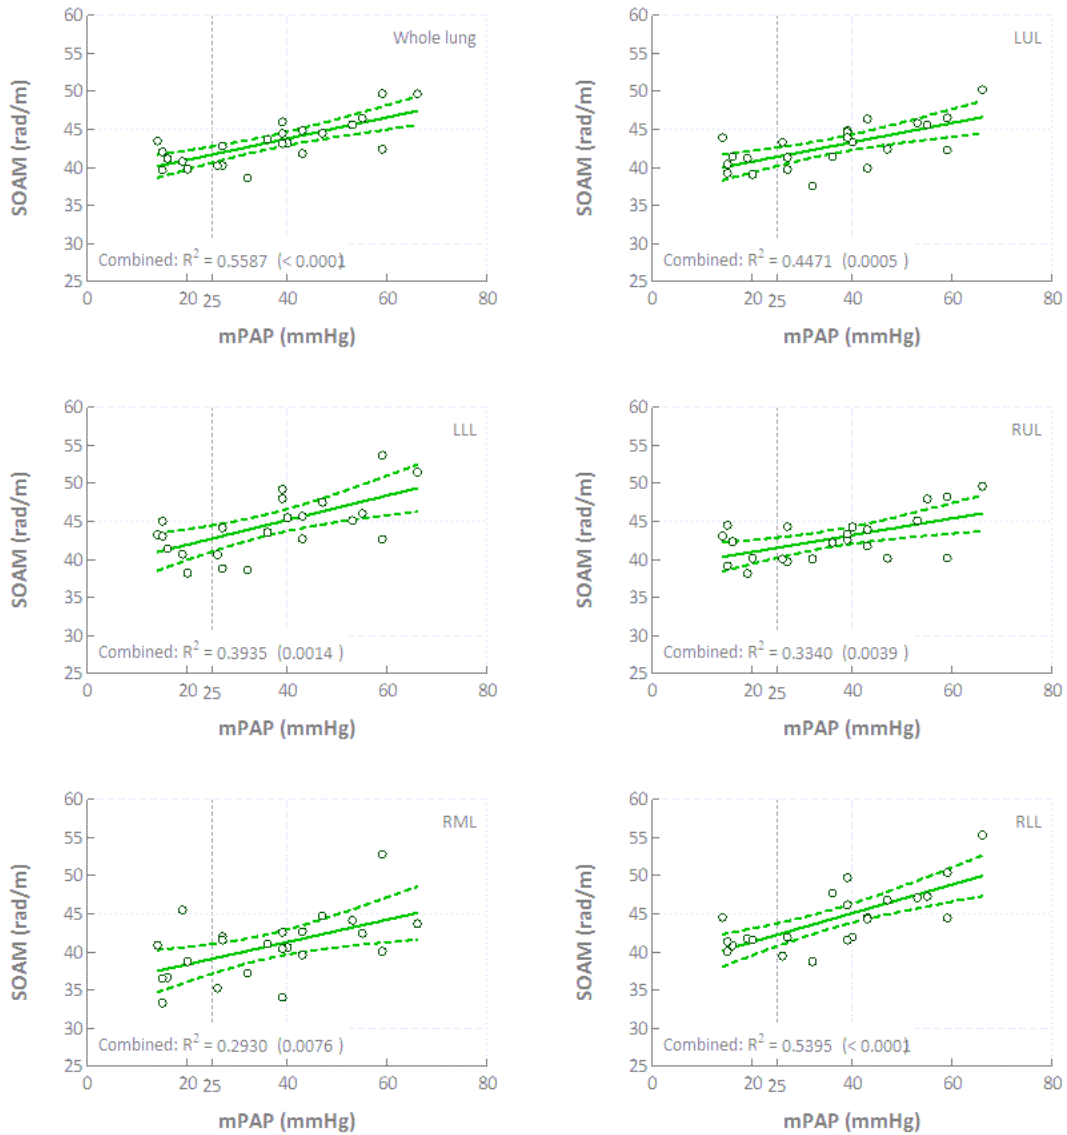 60
Whole lung
55
50
45
40
35
30
Combined: R² = 0.5587 (< 0.0001)
25
0 20 25 40 60 80
mPAP (mmHg)
SOAM (rad/m)
60
LUL
55
50
45
40
35
30
Combined: R² = 0.4471 (0.0005 )
25
0 20 25 40 60 80
mPAP (mmHg)
SOAM (rad/m)
60
LLL
55
50
45
40
35
30
Combined: R² = 0.3935 (0.0014 )
25
0 20 25 40 60 80
mPAP (mmHg)
SOAM (rad/m)
60
RUL
55
50
45
40
35
30
Combined: R² = 0.3340 (0.0039 )
25
0 20 25 40 60 80
mPAP (mmHg)
SOAM (rad/m)
60
RML
55
50
45
40
35
30
Combined: R² = 0.2930 (0.0076 )
25
0 20 25 40 60 80
mPAP (mmHg)
SOAM (rad/m)
60
RLL
55
50
45
40
35
30
Combined: R² = 0.5395 (< 0.0001)
25
0 20 25 40 60 80
mPAP (mmHg)
SOAM (rad/m)